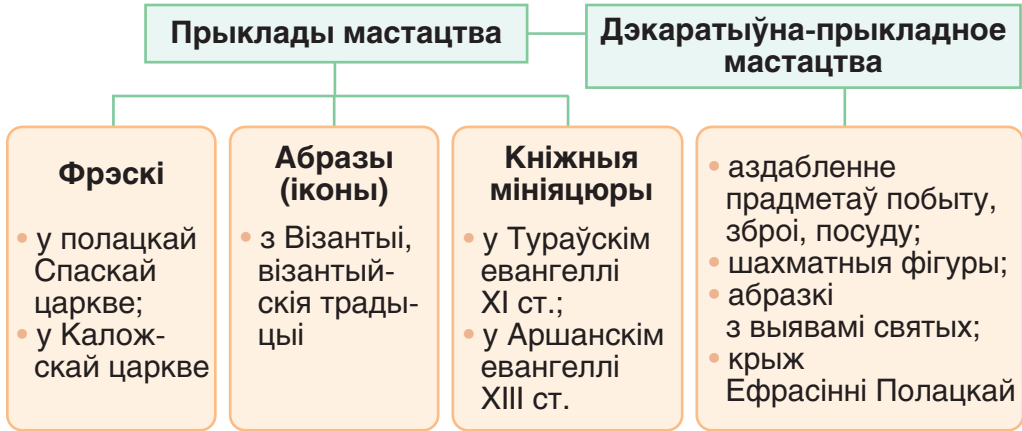 Прыклады мастацтва
Дэкаратыўна-прыкладное
мастацтва
Фрэскі
• у полацкай
Спаскай
царкве;
• у Калож-
скай царкве
Абразы
(іконы)
• з Візантыі,
візантый-
скія трады-
цыі
Кніжныя
мініяцюры
• у Тураўскім
евангеллі
XI ст.;
• у Аршанскім
евангеллі
XIII ст.
• аздабленне
прадметаў побыту,
зброі, посуду;
• шахматныя фігуры;
• абразкі
з выявамі святых;
• крыж
Ефрасінні Полацкай